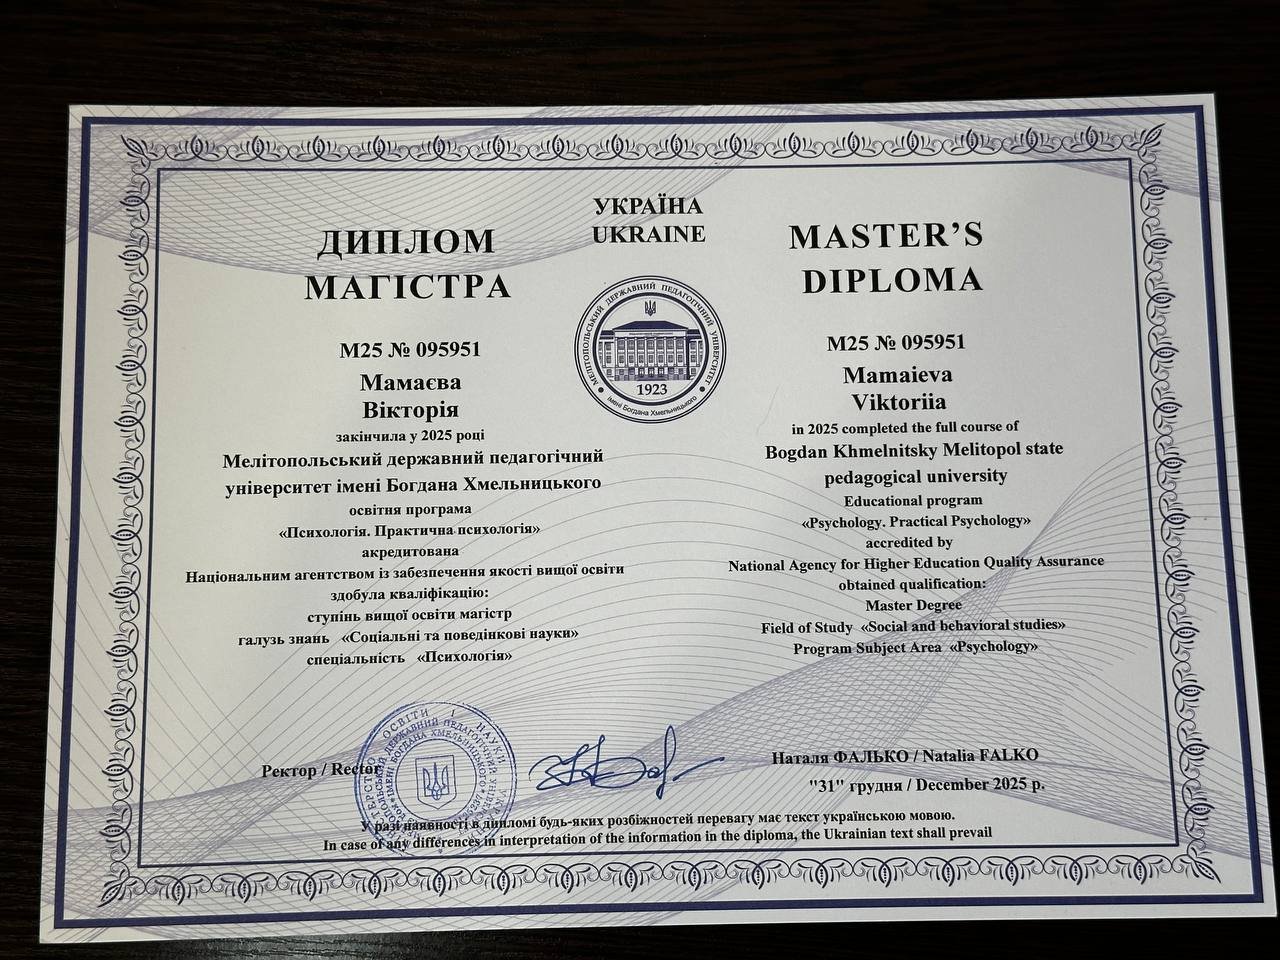 УКРАЇНА
UKRAINE
ДИПЛОМ
МАГІСТРА
М25 № 095951
Мамаєва
Вікторія
закінчила у 2025 році
Мелітопольський державний педагогічний
університет імені Богдана Хмельницького
освітня програма
«Психологія. Практична психологія»
акредитована
Національним агентством із забезпечення якості вищої освіти
здобула кваліфікацію:
ступінь вищої освіти магістр
галузь знань «Соціальні та поведінкові науки»
спеціальність «Психологія»
МЕЛІТОПОЛЬСЬКИЙ ДЕРЖАВНИЙ ПЕДАГОГІЧНИЙ УНІВЕРСИТЕТ
1923
імені Богдана Хмельницького
MASTER'S
DIPLOMA
M25 № 095951
Mamaieva
Viktoriia
in 2025 completed the full course of
Bogdan Khmelnitsky Melitopol state
pedagogical university
Educational program
«Psychology. Practical Psychology»
accredited by
National Agency for Higher Education Quality Assurance
obtained qualification:
Master Degree
Field of Study «Social and behavioral studies»
Program Subject Area «Psychology»
Ректор / Rector
Наталя ФАЛЬКО / Natalia FALKO
"31" грудня / December 2025 р.
У разі наявності в дипломі будь-яких розбіжностей перевагу має текст українською мовою.
In case of any differences in interpretation of the information in the diploma, the Ukrainian text shall prevail